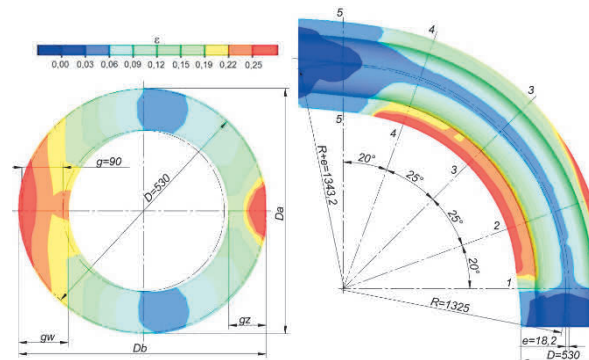 ε
0,00 0,03 0,06 0,09 0,12 0,15 0,19 0,22 0,25
g=90
D=530
Da
gz
gw
Db
5
4
3
5
4
3
2
1
20°
25°
25°
20°
R+e=1343,2
R=1325
e=18,2
D=530